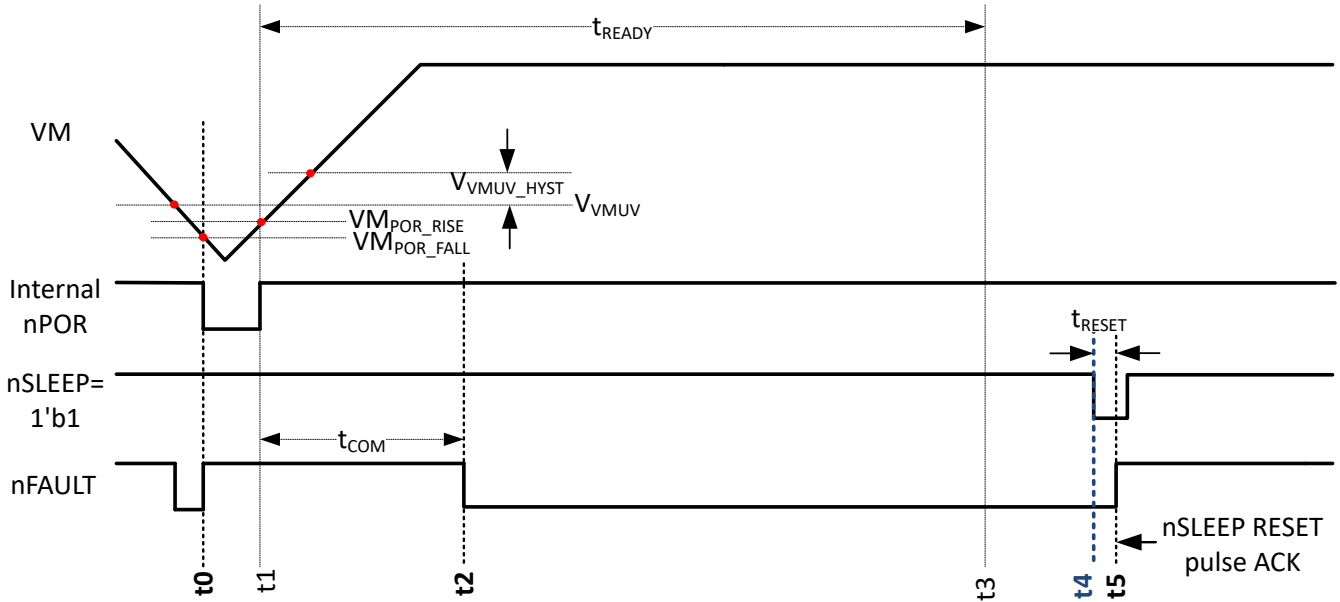 tREADY
VM
VVMUV_HYST
VVMUV
VMPOR_RISE
VMPOR_FALL
Internal
nPOR
tRESET
nSLEEP=
1'b1
tCOM
nFAULT
nSLEEP RESET
pulse ACK
t0
t1
t2
t3
t4
t5